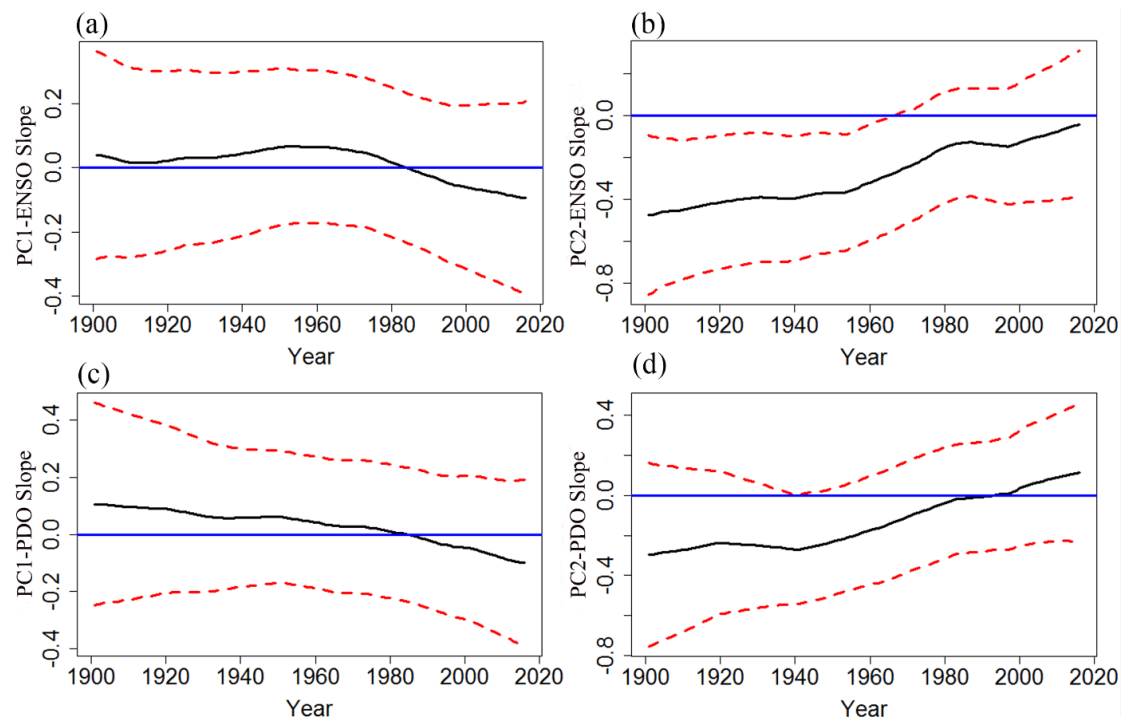 (a)
PC1-ENSO Slope
0.2
0.0
-0.2
-0.4
1900 1920 1940 1960 1980 2000 2020
Year
(b)
PC2-ENSO Slope
0.0
-0.4
-0.8
1900 1920 1940 1960 1980 2000 2020
Year
(c)
PC1-PDO Slope
0.4
0.2
0.0
-0.2
-0.4
1900 1920 1940 1960 1980 2000 2020
Year
(d)
PC2-PDO Slope
0.4
0.0
-0.4
-0.8
1900 1920 1940 1960 1980 2000 2020
Year